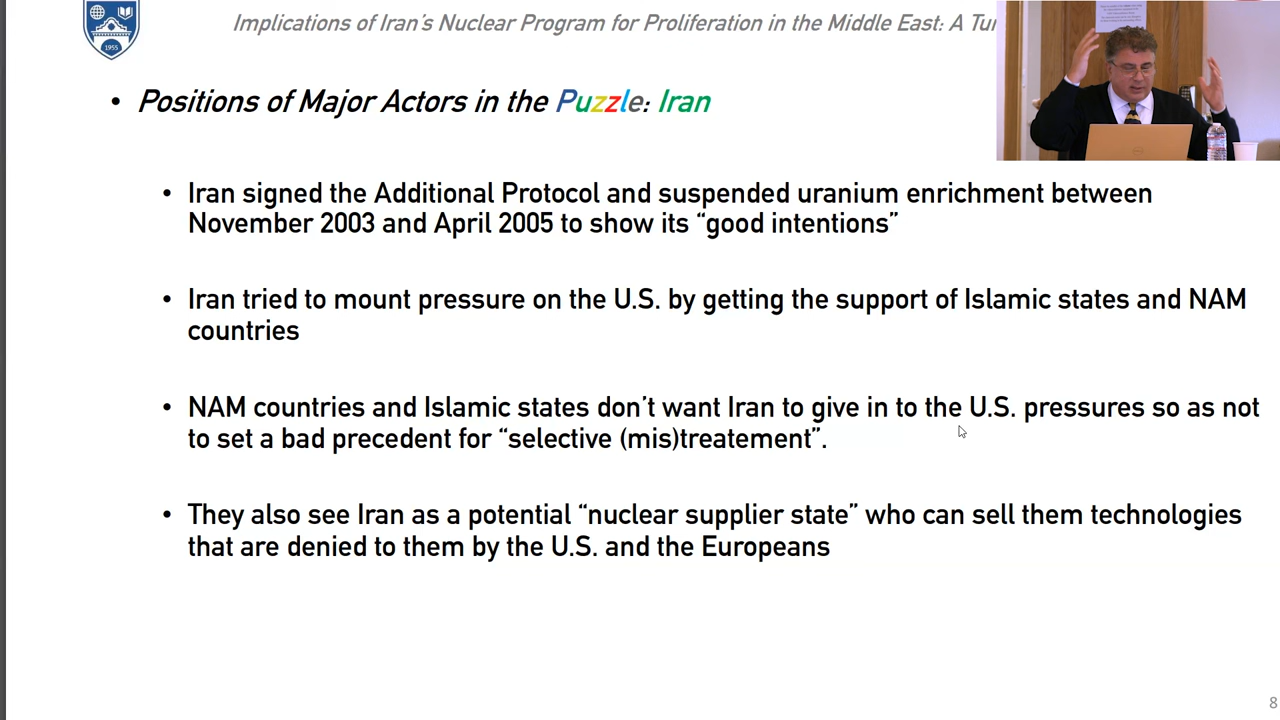 Implications of Iran's Nuclear Program for Proliferation in the Middle East: A
1955
• Positions of Major Actors in the Puzzle: Iran
• Iran signed the Additional Protocol and suspended uranium enrichment between
November 2003 and April 2005 to show its “good intentions”
• Iran tried to mount pressure on the U.S. by getting the support of Islamic states and NAM
countries
• NAM countries and Islamic states don't want Iran to give in to the U.S. pressures so as not
to set a bad precedent for “selective (mis)treatement”.
• They also see Iran as a potential “nuclear supplier state” who can sell them technologies
that are denied to them by the U.S. and the Europeans
8